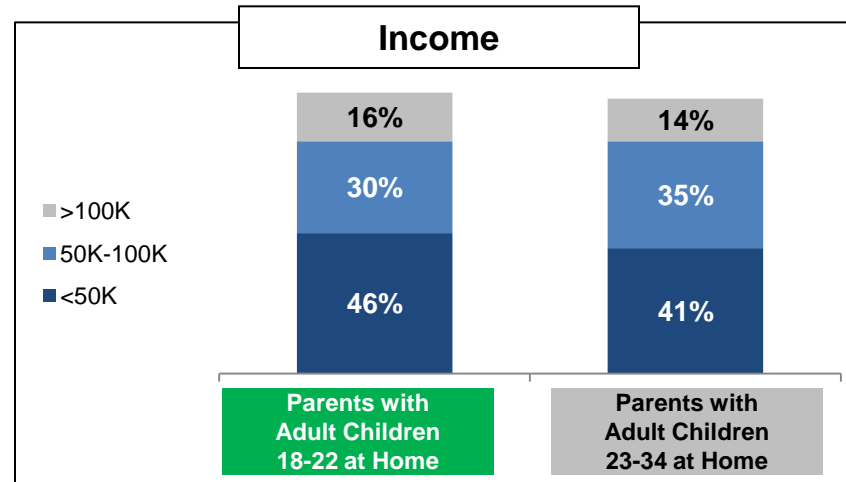 Income
16%
14%
30%
35%
>100K
50K-100K
<50K
46%
41%
Parents with
Adult Children
18-22 at Home
Parents with
Adult Children
23-34 at Home